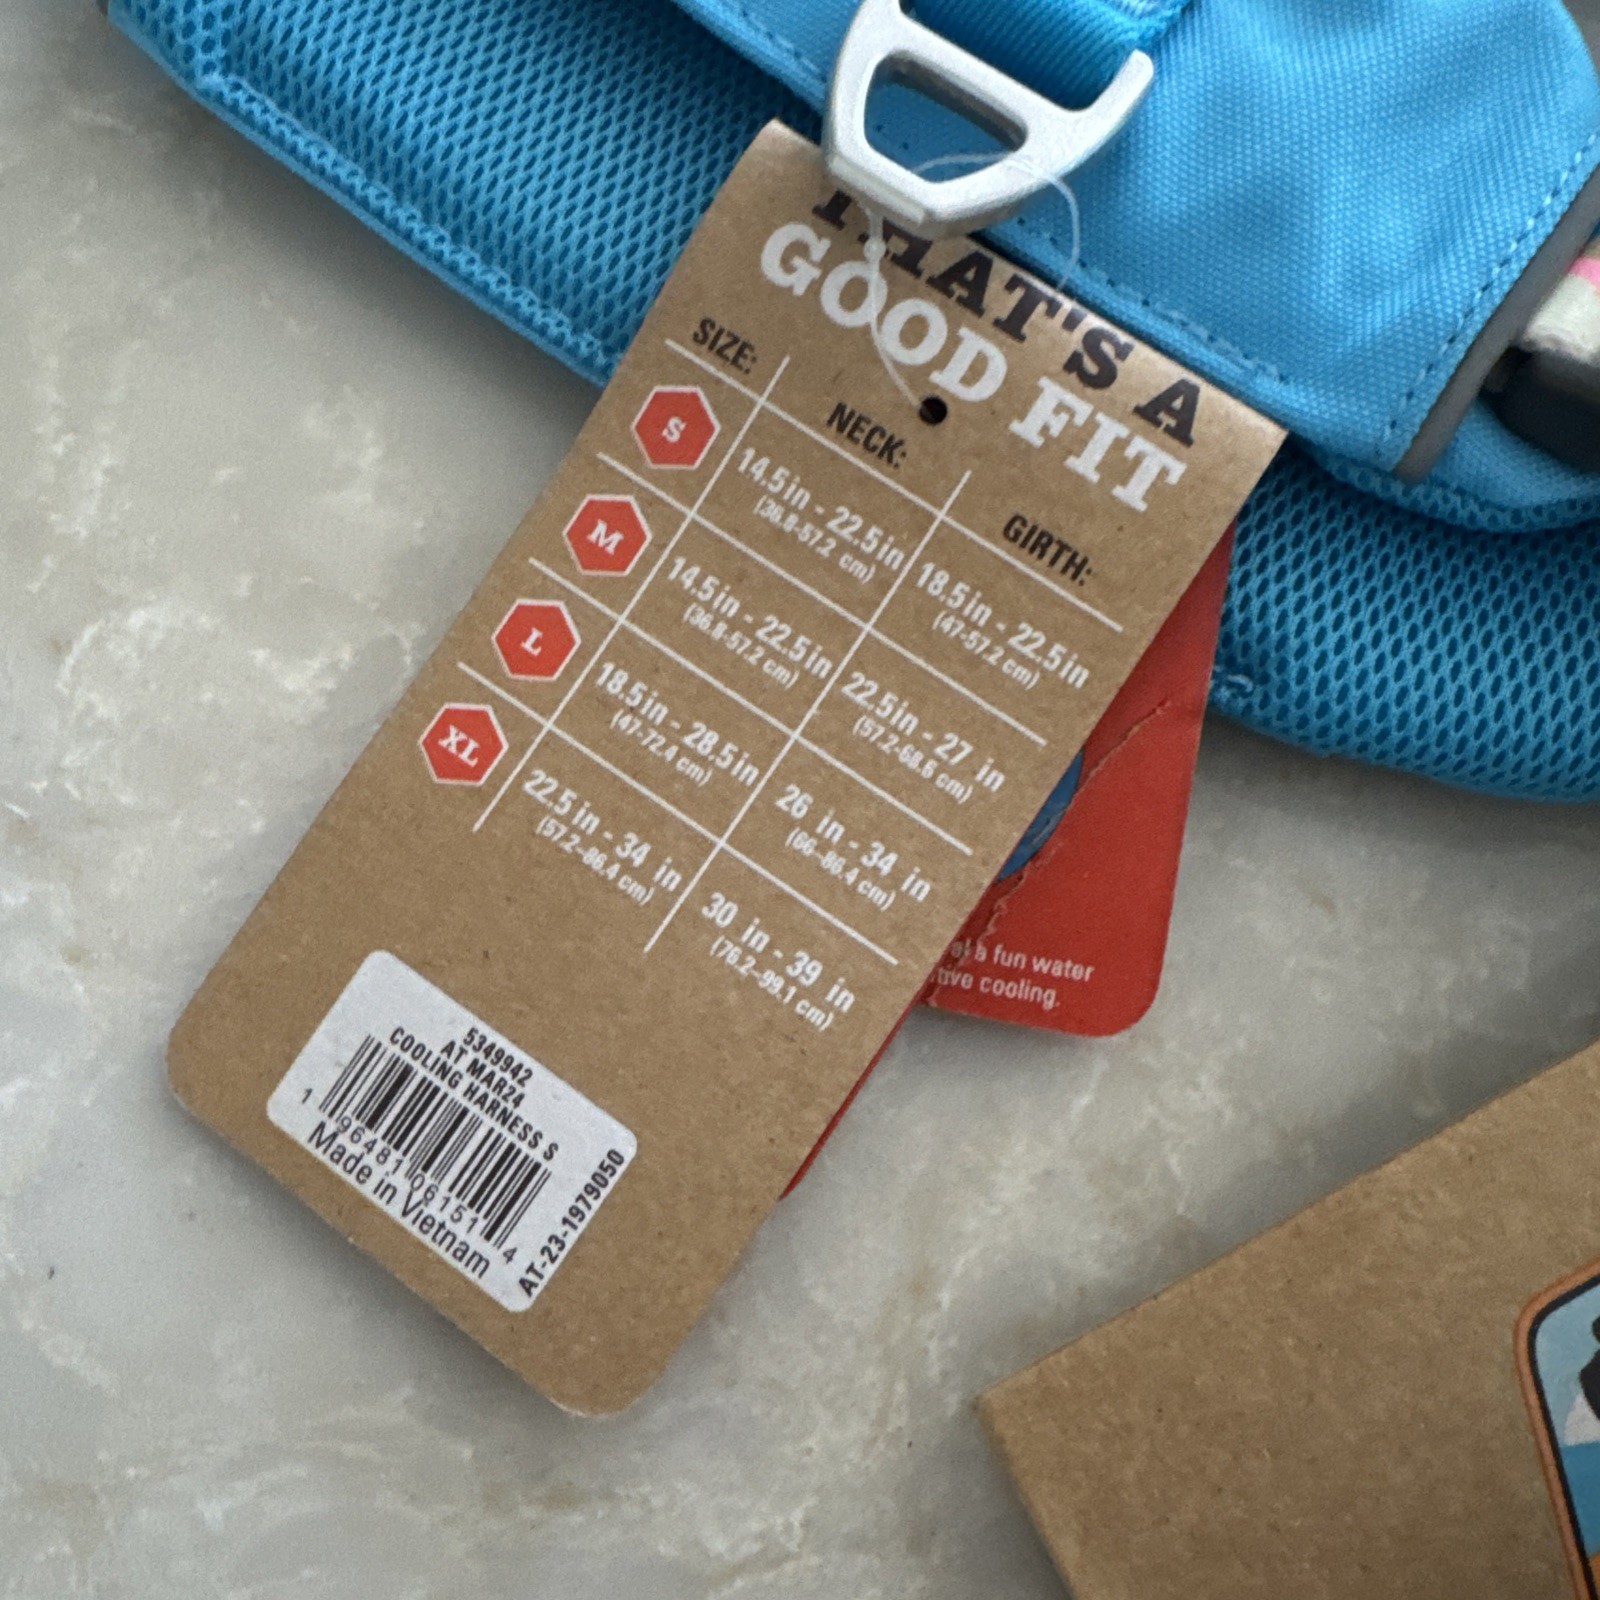 THAT'S A
GOOD FIT
SIZE: NECK: GIRTH:
S 14.5in - 22.5in 18.5in - 22.5in
(36.8-57.2 cm) (47-57.2 cm)
M 14.5in - 22.5in 22.5in - 27 in
(36.8-57.2 cm) (57.2-68.6 cm)
L 18.5in - 28.5in 26 in - 34 in
(47-72.4 cm) (66-86.4 cm)
XL 22.5in - 34 in 30 in - 39 in
(57.2-86.4 cm) (76.2-99.1 cm)
a fun water
cooling.
5349942
AT MAR24
COOLING HARNESS S
1 96481 06151 4
Made in Vietnam
AT-23-1979050